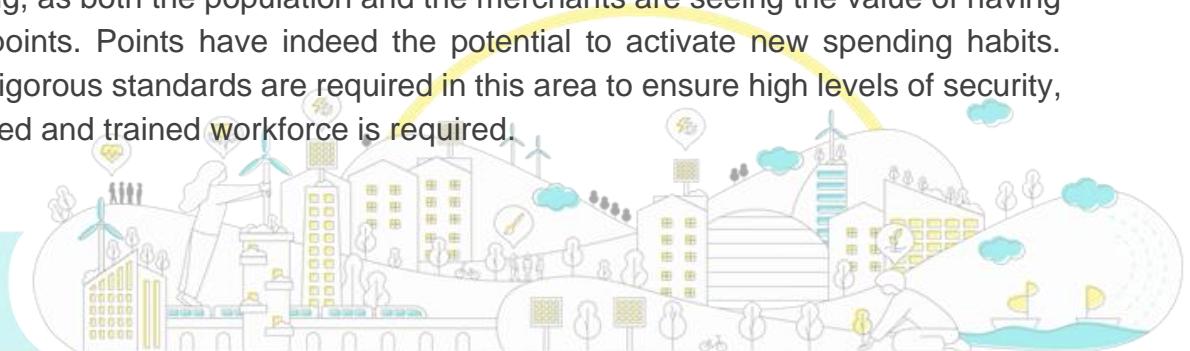 g, as both the population and the merchants are seeing the value of having
points. Points have indeed the potential to activate new spending habits.
igorous standards are required in this area to ensure high levels of security,
ed and trained workforce is required.